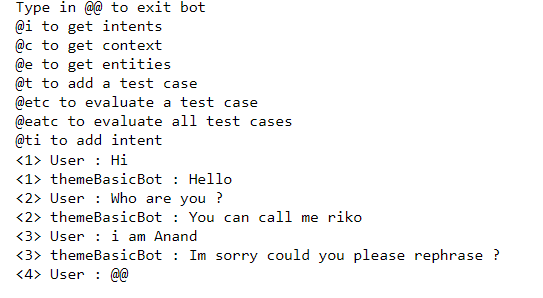 Type in @@ to exit bot
@i to get intents
@c to get context
@e to get entities
@t to add a test case
@etc to evaluate a test case
@eatc to evaluate all test cases
@ti to add intent
<1> User : Hi
<1> themeBasicBot : Hello
<2> User : Who are you ?
<2> themeBasicBot : You can call me riko
<3> User : i am Anand
<3> themeBasicBot : Im sorry could you please rephrase ?
<4> User : @@